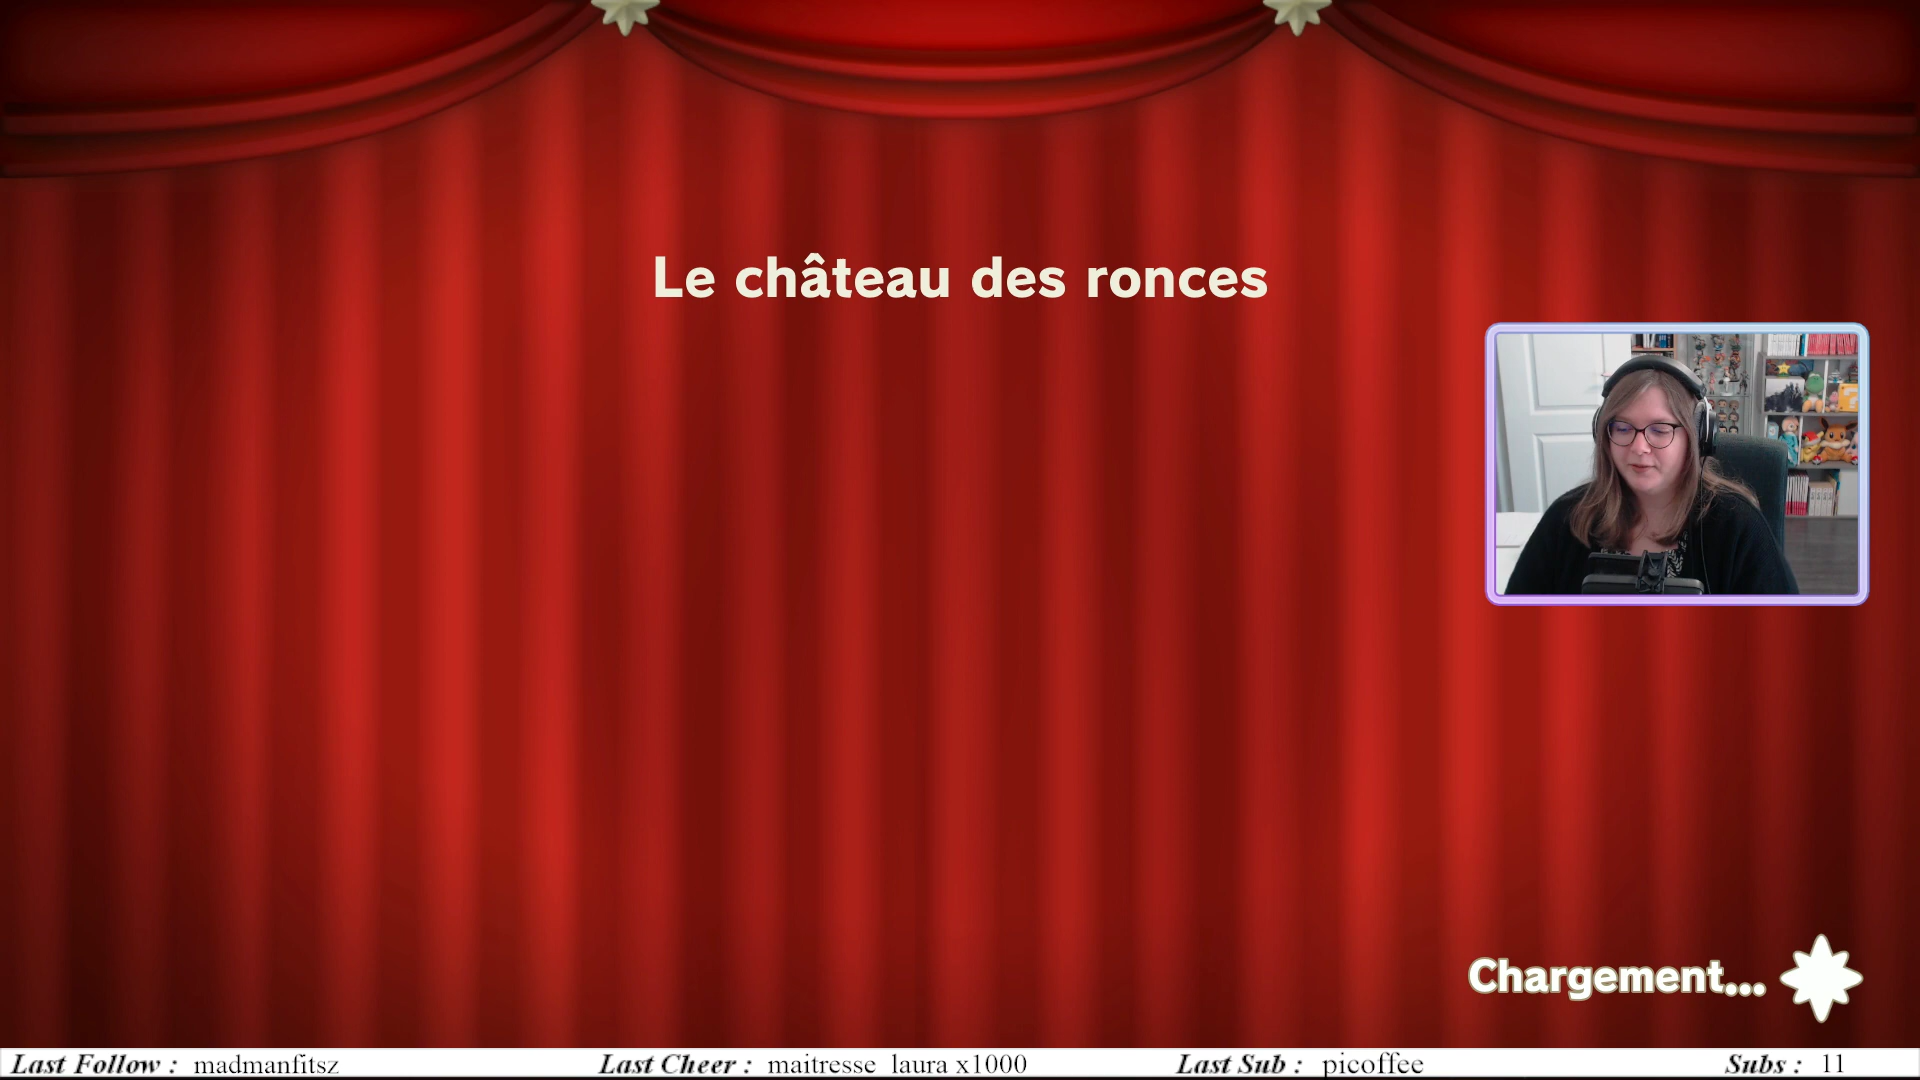 Le château des ronces
Chargement...
Last Follow : madmanfitsz Last Cheer : maitresse laura x1000 Last Sub : picoffee Subs : 11